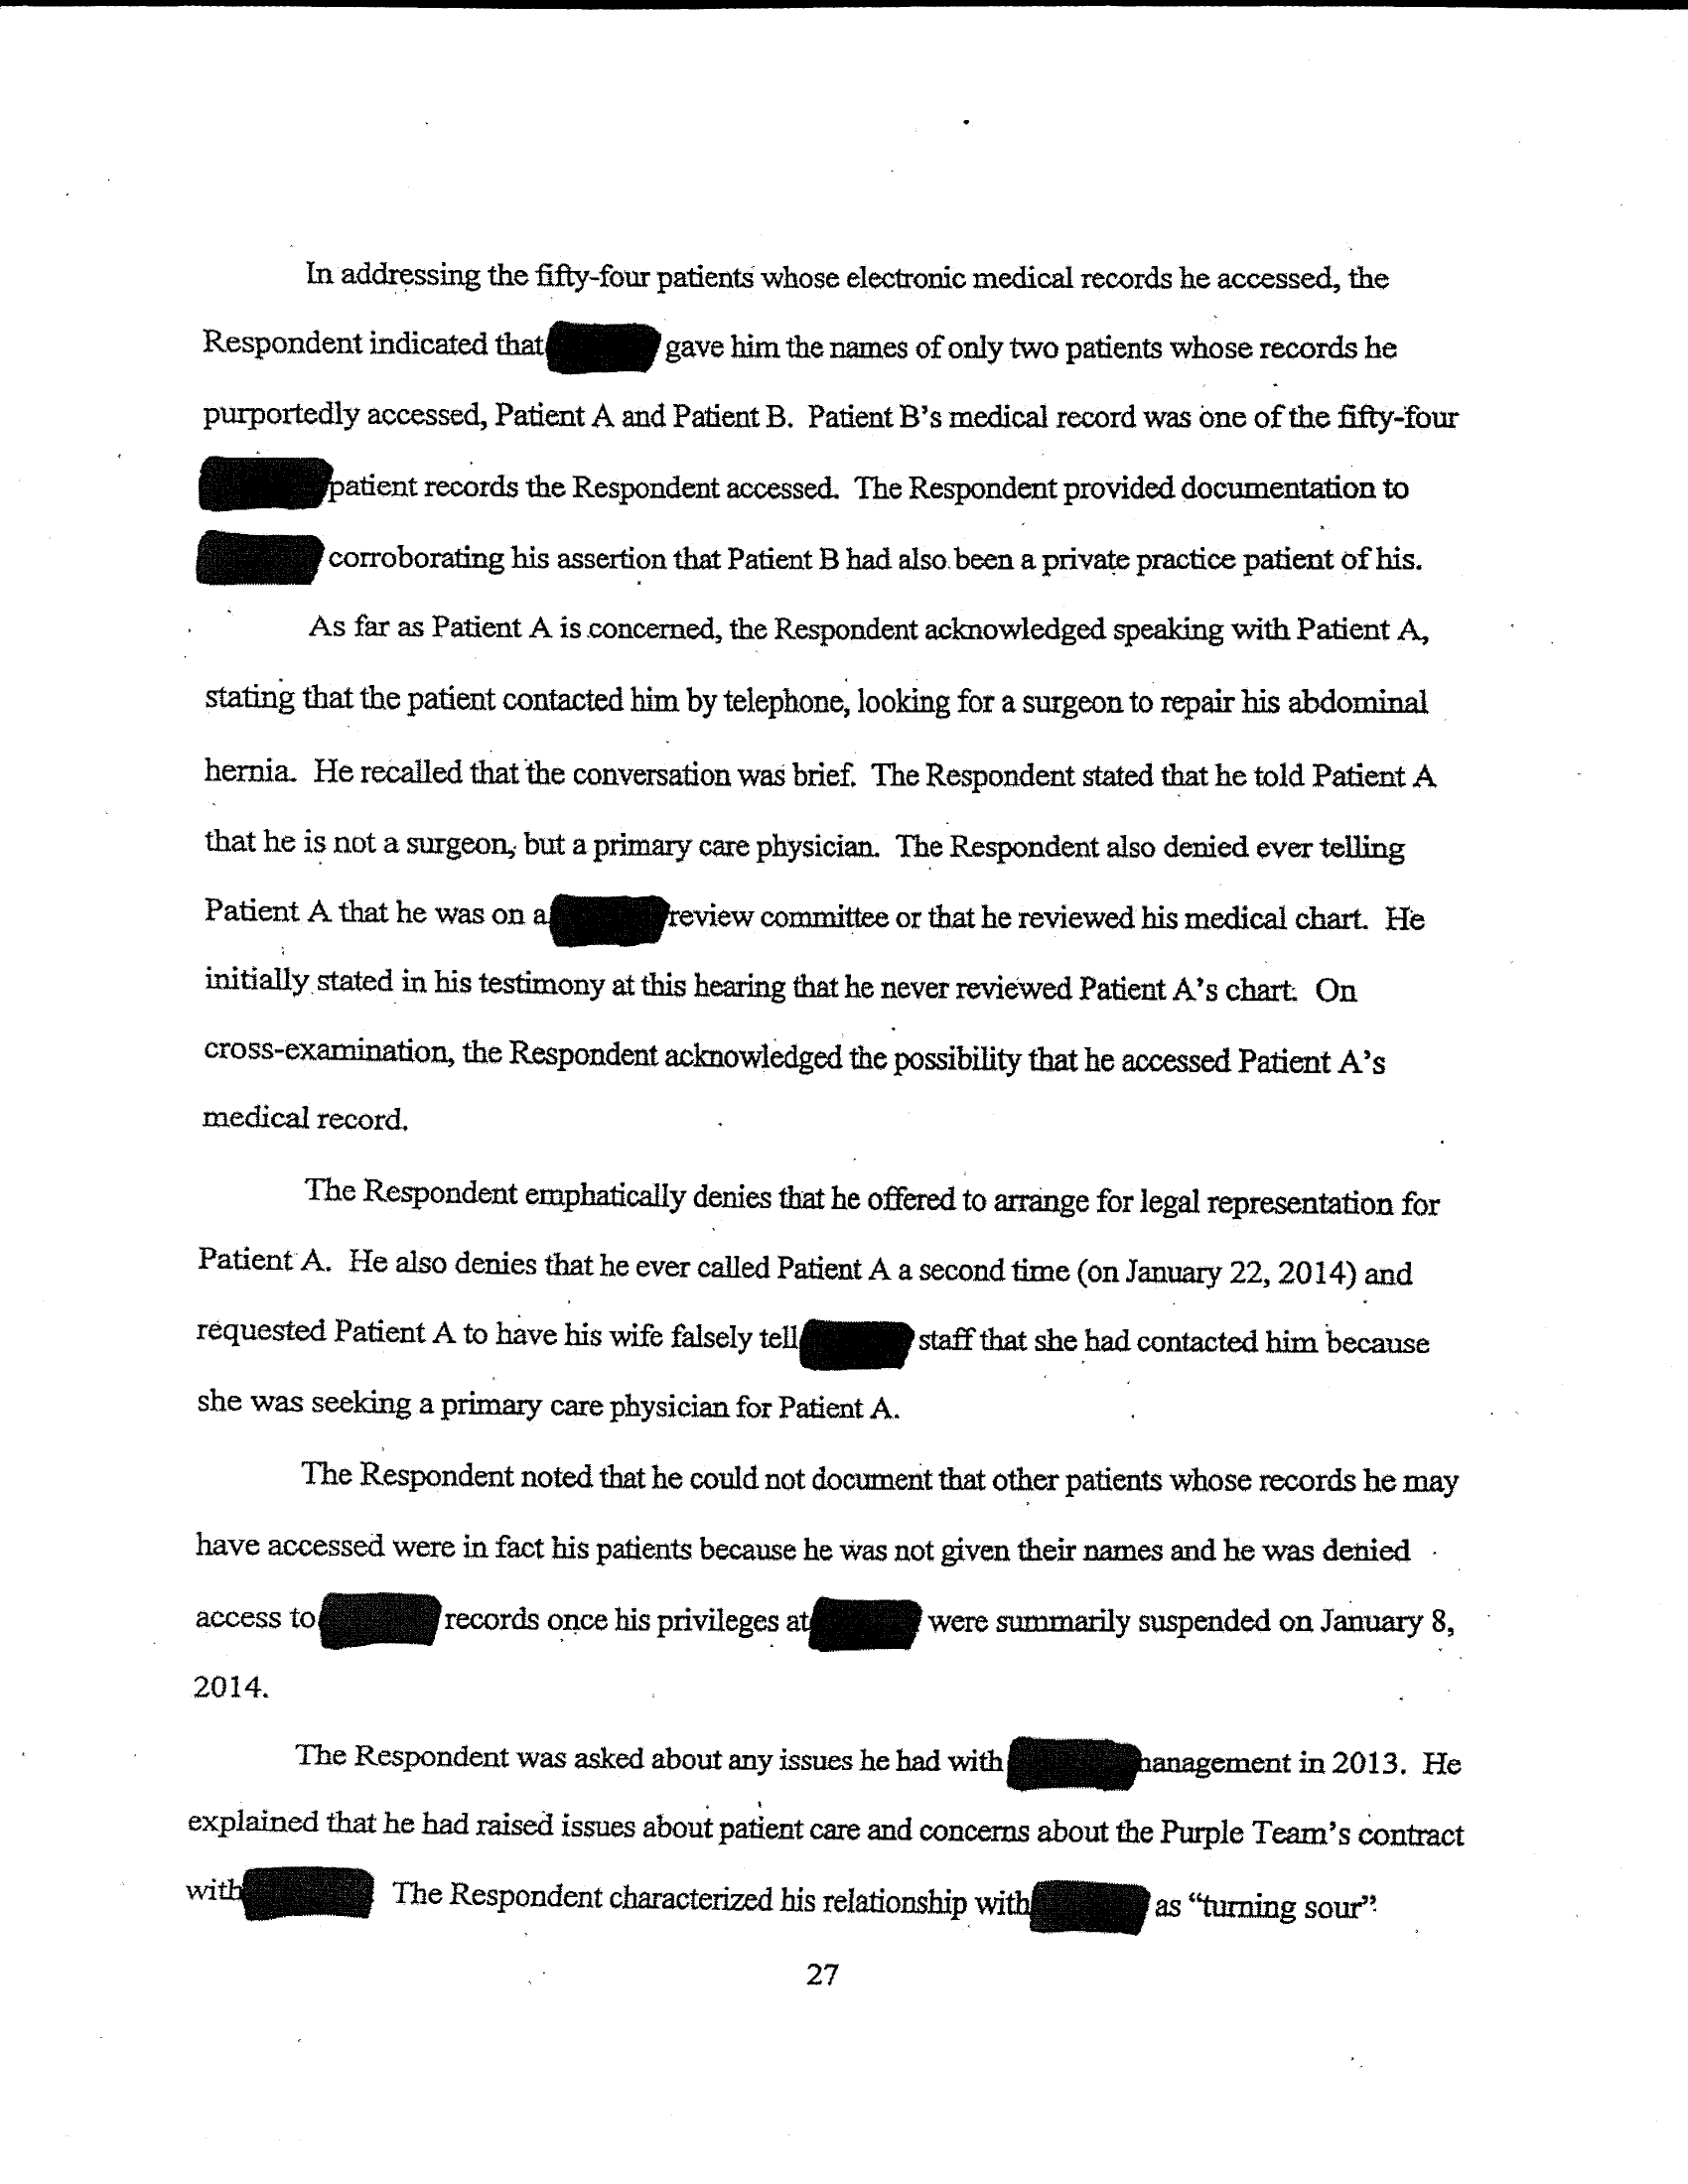 In addressing the fifty-four patients whose electronic medical records he accessed, the
Respondent indicated that gave him the names of only two patients whose records he
purportedly accessed, Patient A and Patient B. Patient B's medical record was one of the fifty-four
patient records the Respondent accessed. The Respondent provided documentation to
corroborating his assertion that Patient B had also been a private practice patient of his.
As far as Patient A is concerned, the Respondent acknowledged speaking with Patient A,
stating that the patient contacted him by telephone, looking for a surgeon to repair his abdominal
hernia. He recalled that the conversation was brief. The Respondent stated that he told Patient A
that he is not a surgeon, but a primary care physician. The Respondent also denied ever telling
Patient A that he was on a review committee or that he reviewed his medical chart. He
initially stated in his testimony at this hearing that he never reviewed Patient A's chart. On
cross-examination, the Respondent acknowledged the possibility that he accessed Patient A's
medical record.
The Respondent emphatically denies that he offered to arrange for legal representation for
Patient A. He also denies that he ever called Patient A a second time (on January 22, 2014) and
requested Patient A to have his wife falsely tell staff that she had contacted him because
she was seeking a primary care physician for Patient A.
The Respondent noted that he could not document that other patients whose records he may
have accessed were in fact his patients because he was not given their names and he was denied
access to records once his privileges at were summarily suspended on January 8,
2014.
The Respondent was asked about any issues he had with anagement in 2013. He
explained that he had raised issues about patient care and concerns about the Purple Team's contract
with The Respondent characterized his relationship with as "turning sour".
27